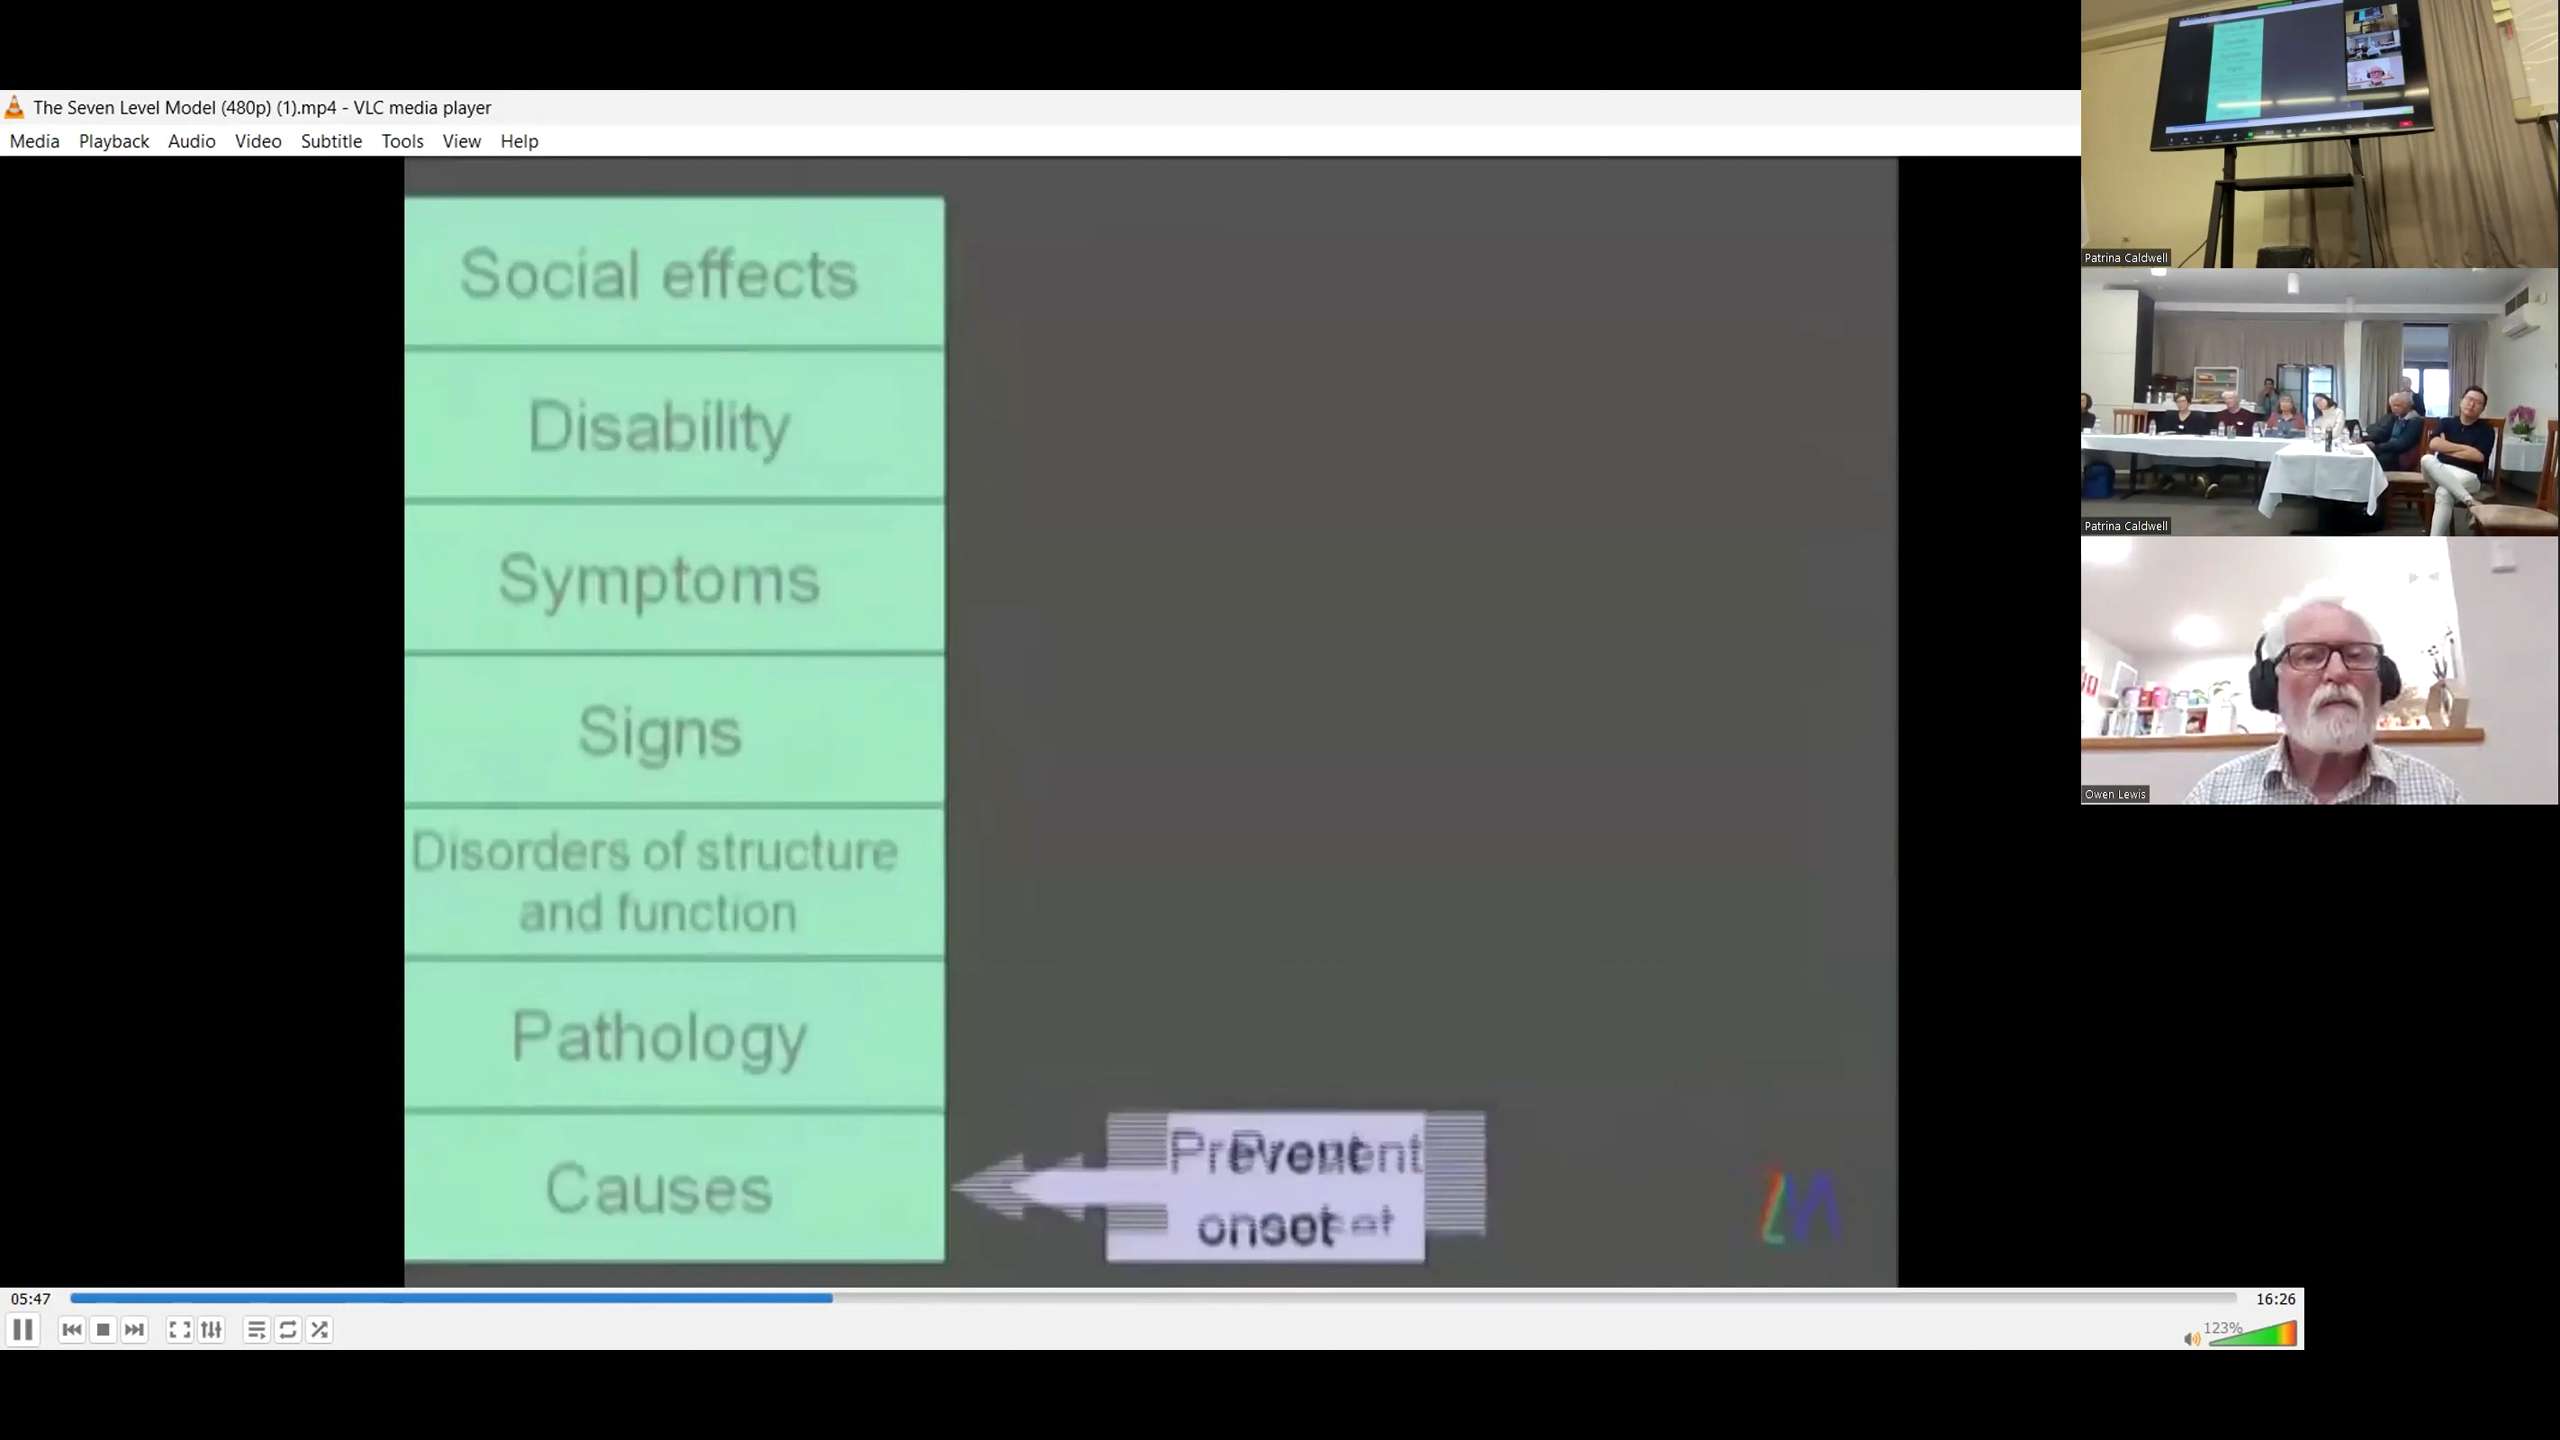 The Seven Level Model (480p) (1).mp4 - VLC media player
Media Playback Audio Video Subtitle Tools View Help
Social effects
Disability
Symptoms
Signs
Disorders of structure
and function
Pathology
Causes
Prevent
onset
05:47
16:26
123%
Patrina Caldwell
Patrina Caldwell
Owen Lewis